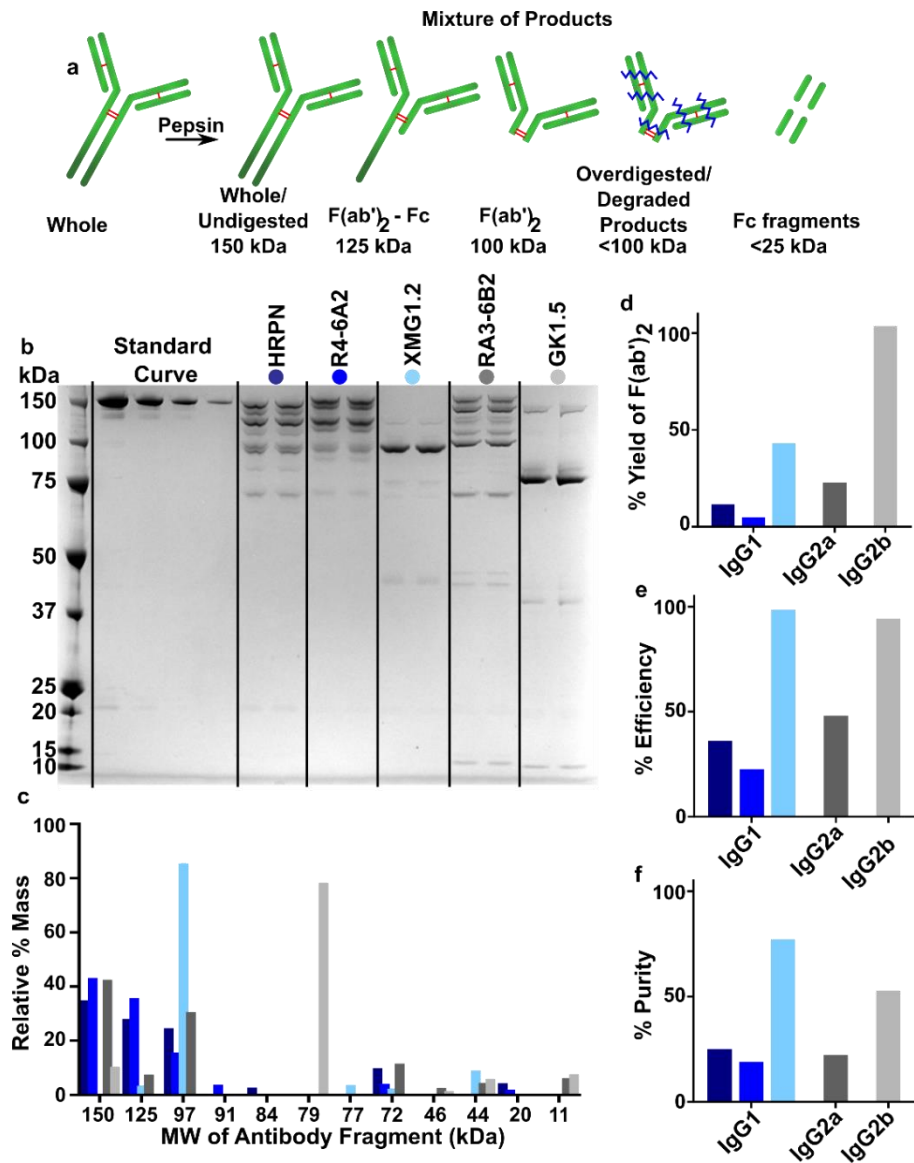 Mixture of Products
a
Pepsin
Whole
Whole/
Undigested
150 kDa
F(ab')2 - Fc
125 kDa
F(ab')2
100 kDa
Overdigested/
Degraded
Products
<100 kDa
Fc fragments
<25 kDa
b
kDa
Standard
Curve
HRPN
R4-6A2
XMG1.2
RA3-6B2
GK1.5
150
100
75
50
37
25
20
15
10
c
Relative % Mass
100
80
60
40
20
0
150 125 97 91 84 79 77 72 46 44 20 11
MW of Antibody Fragment (kDa)
d
% Yield of F(ab')2
100
50
0
IgG1 IgG2a IgG2b
e
% Efficiency
100
50
0
IgG1 IgG2a IgG2b
f
% Purity
100
50
0
IgG1 IgG2a IgG2b